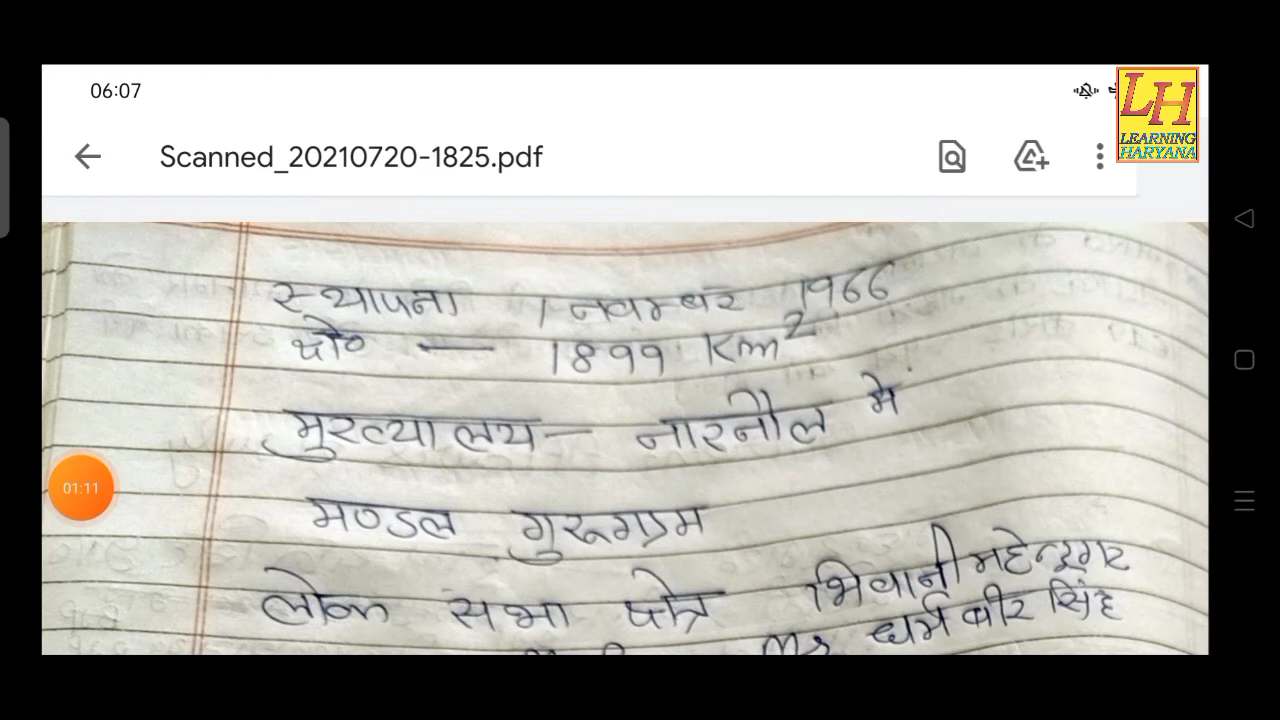 06:07
LH
LEARNING
HARYANA
Scanned_20210720-1825.pdf
स्थापना 1 नवम्बर 1966
क्षे० — 1899 Km²
मुख्यालय — नारनौल मे
01:11
मण्डल गुरूग्राम
लोक सभा क्षेत्र भिवानी महेन्द्रगढ
धर्म बीर सिंह